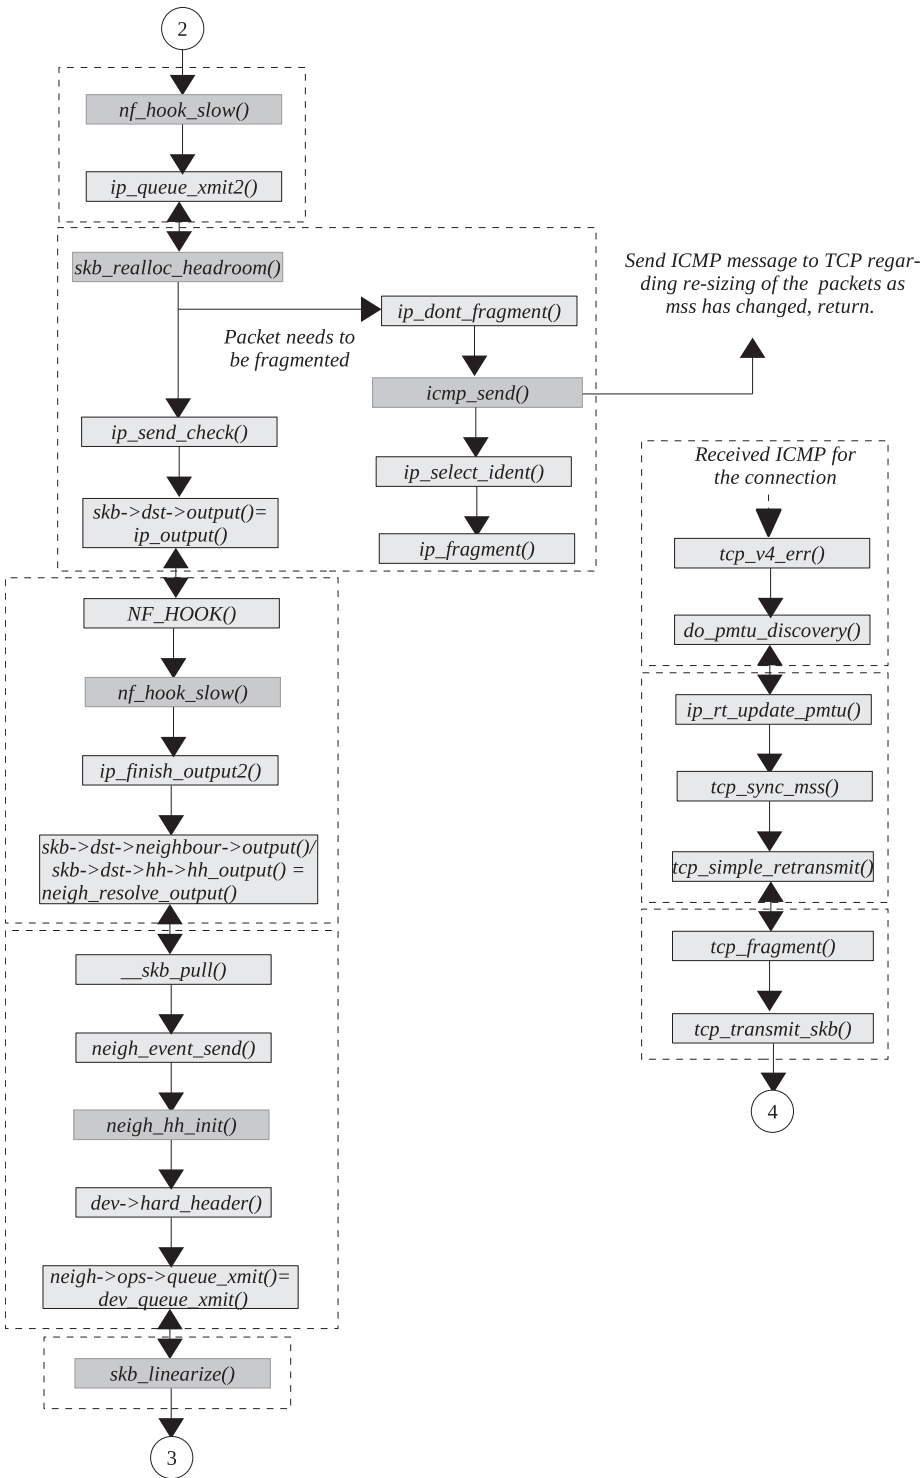 2
nf_hook_slow()
ip_queue_xmit2()
skb_realloc_headroom()
Packet needs to
be fragmented
ip_dont_fragment()
icmp_send()
ip_select_ident()
ip_fragment()
Send ICMP message to TCP regar-
ding re-sizing of the packets as
mss has changed, return.
ip_send_check()
skb->dst->output()=
ip_output()
NF_HOOK()
nf_hook_slow()
ip_finish_output2()
skb->dst->neighbour->output()/
skb->dst->hh->hh_output() =
neigh_resolve_output()
__skb_pull()
neigh_event_send()
neigh_hh_init()
dev->hard_header()
neigh->ops->queue_xmit()=
dev_queue_xmit()
skb_linearize()
3
Received ICMP for
the connection
tcp_v4_err()
do_pmtu_discovery()
ip_rt_update_pmtu()
tcp_sync_mss()
tcp_simple_retransmit()
tcp_fragment()
tcp_transmit_skb()
4